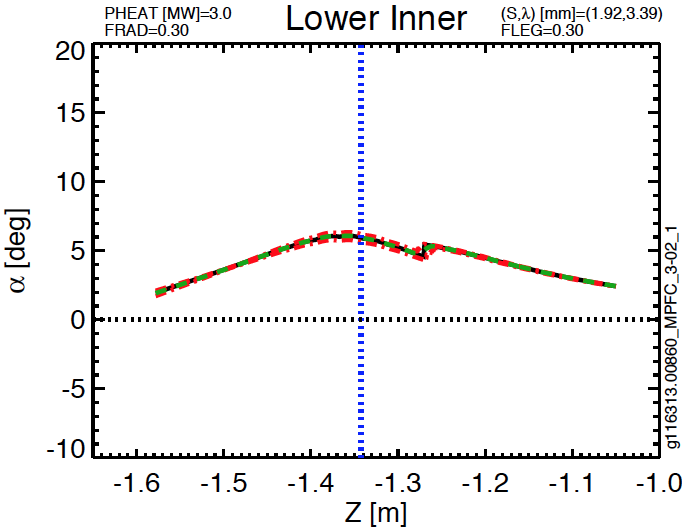 PHEAT [MW]=3.0
FRAD=0.30
Lower Inner
(S,λ) [mm]=(1.92,3.39)
FLEG=0.30
20
15
10
5
0
-5
-10
α [deg]
-1.6 -1.5 -1.4 -1.3 -1.2 -1.1 -1.0
Z [m]
g116313.00860_MPFC_3-02_1